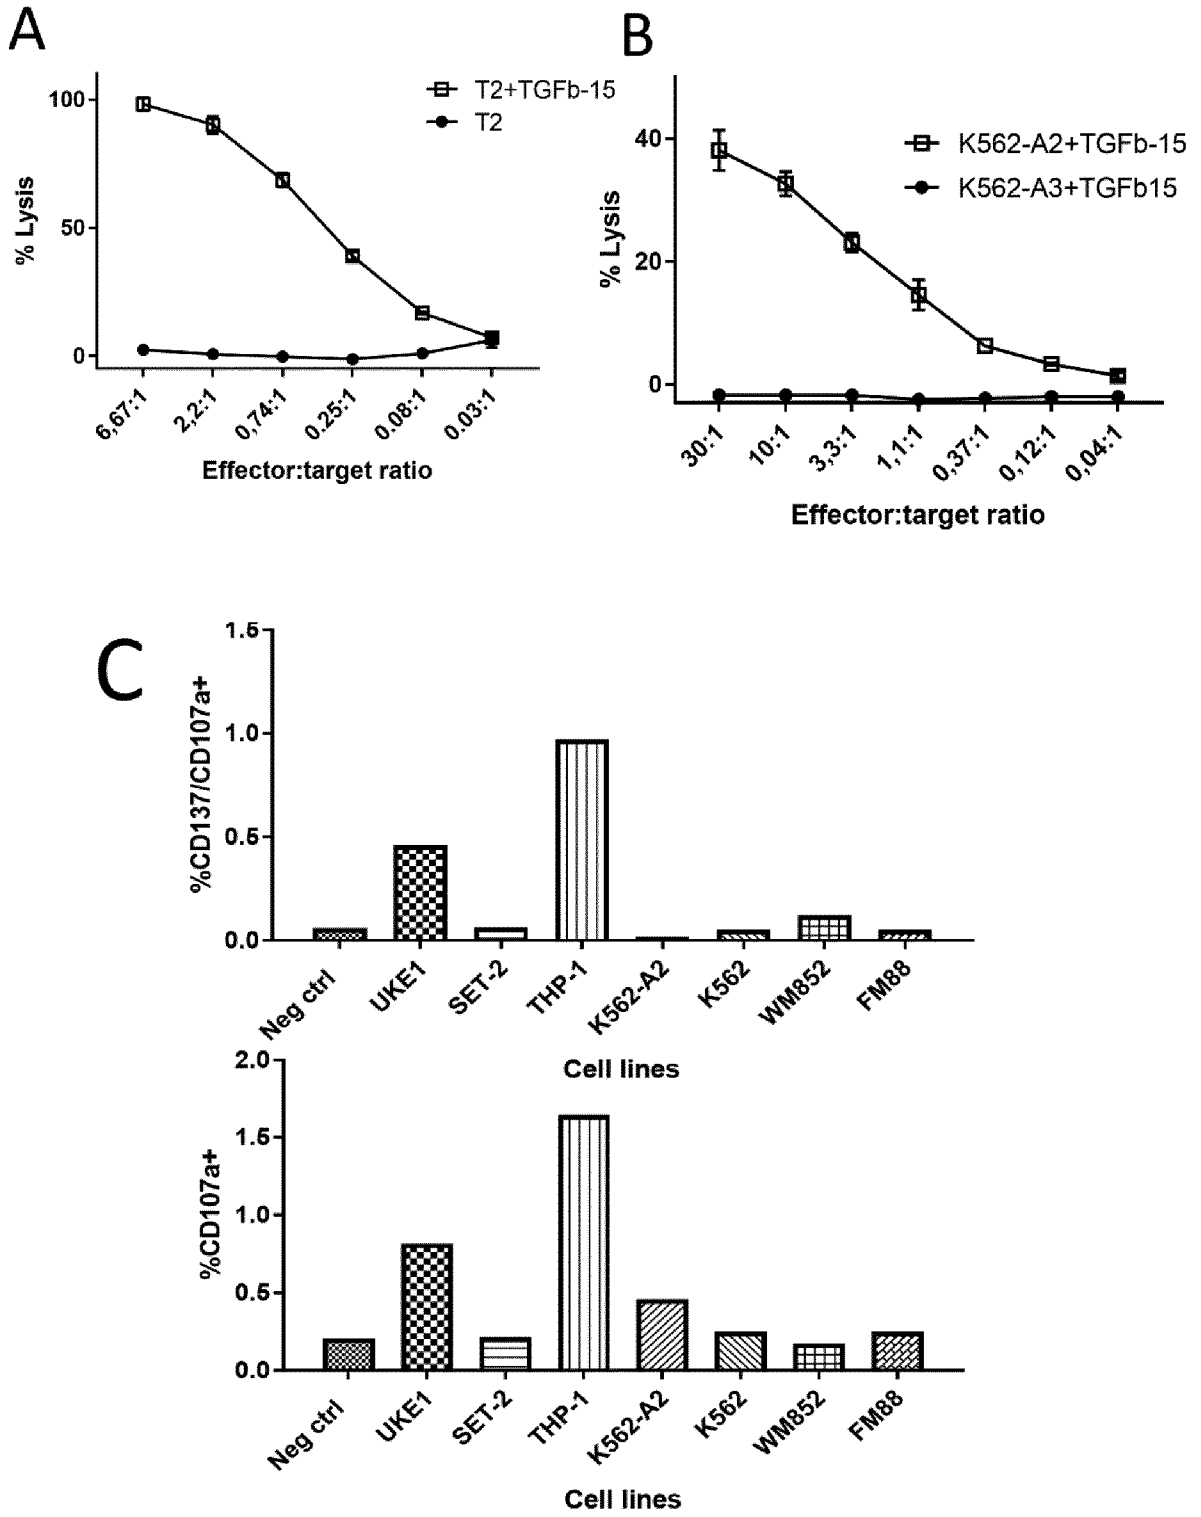 A
100
50
0
% Lysis
T2+TGFb-15
T2
6,67:1
2,2:1
0,74:1
0.25:1
0.08:1
0.03:1
Effector:target ratio
B
40
20
0
% Lysis
K562-A2+TGFb-15
K562-A3+TGFb15
30:1
10:1
3,3:1
1,1:1
0,37:1
0,12:1
0,04:1
Effector:target ratio
C
1.5
1.0
0.5
0.0
%CD137/CD107a+
Neg ctrl
UKE1
SET-2
THP-1
K562-A2
K562
WM852
FM88
Cell lines
2.0
1.5
1.0
0.5
0.0
%CD107a+
Neg ctrl
UKE1
SET-2
THP-1
K562-A2
K562
WM852
FM88
Cell lines